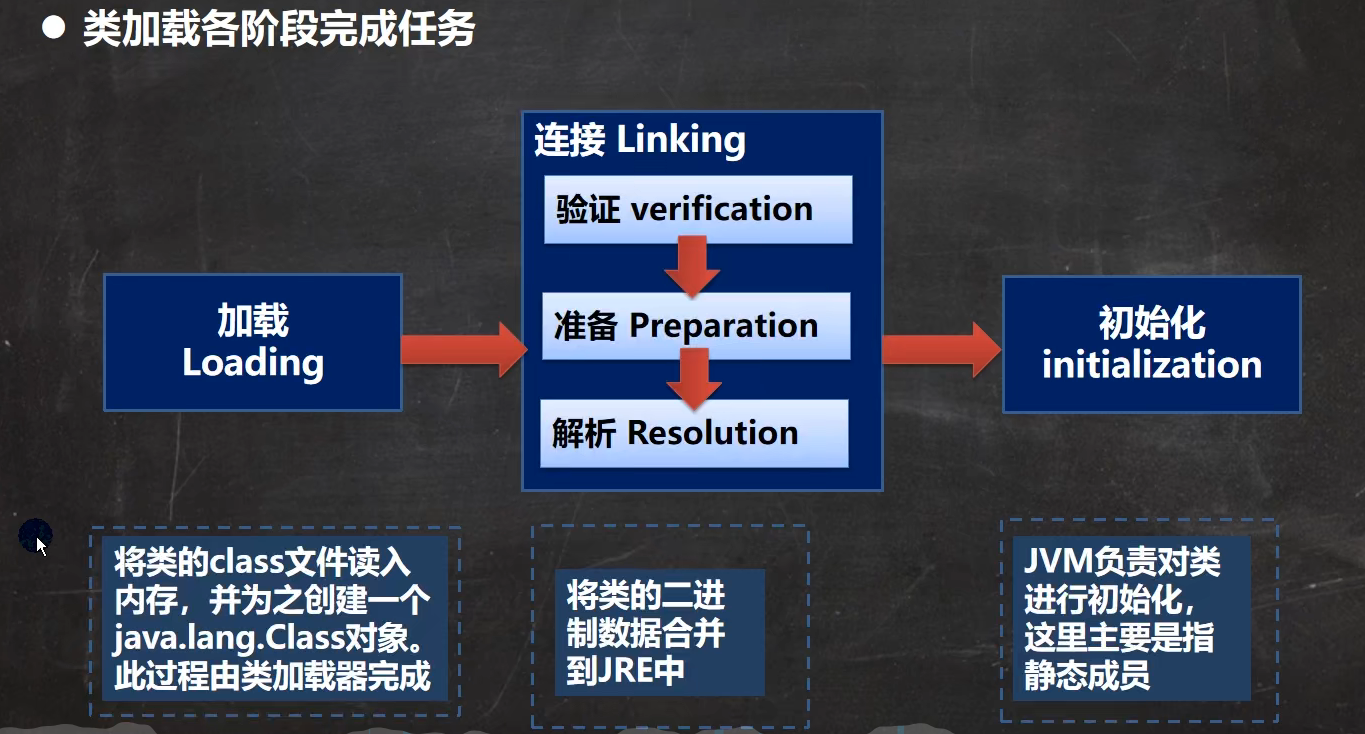 ● 类加载各阶段完成任务
连接 Linking
验证 verification
准备 Preparation
解析 Resolution
加载
Loading
初始化
initialization
将类的class文件读入
内存，并为之创建一个
java.lang.Class对象。
此过程由类加载器完成
将类的二进
制数据合并
到JRE中
JVM负责对类
进行初始化，
这里主要是指
静态成员